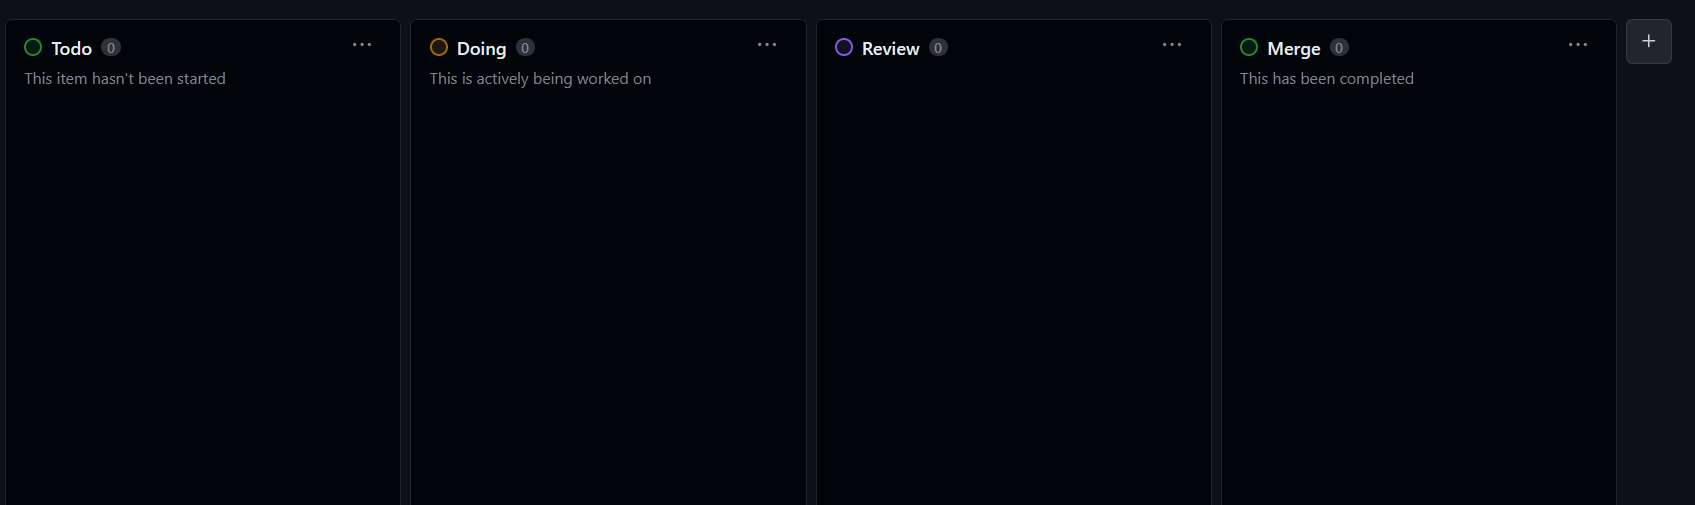 Todo 0
This item hasn't been started
Doing 0
This is actively being worked on
Review 0
Merge 0
This has been completed